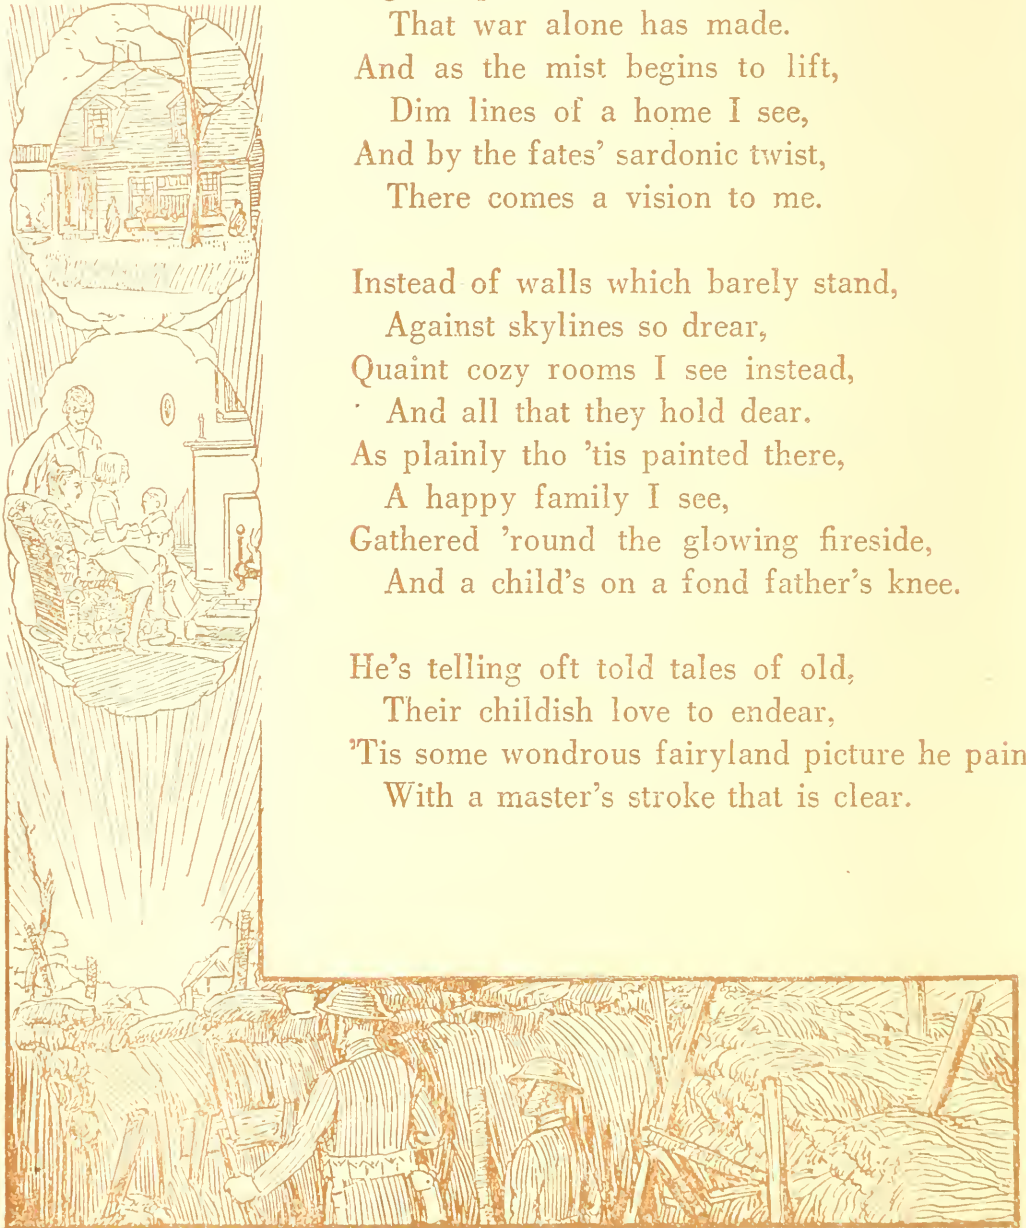 That war alone has made.
And as the mist begins to lift,
Dim lines of a home I see,
And by the fates' sardonic twist,
There comes a vision to me.
Instead of walls which barely stand,
Against skylines so drear,
Quaint cozy rooms I see instead,
And all that they hold dear.
As plainly tho 'tis painted there,
A happy family I see,
Gathered 'round the glowing fireside,
And a child's on a fond father's knee.
He's telling oft told tales of old,
Their childish love to endear,
'Tis some wondrous fairyland picture he pain
With a master's stroke that is clear.